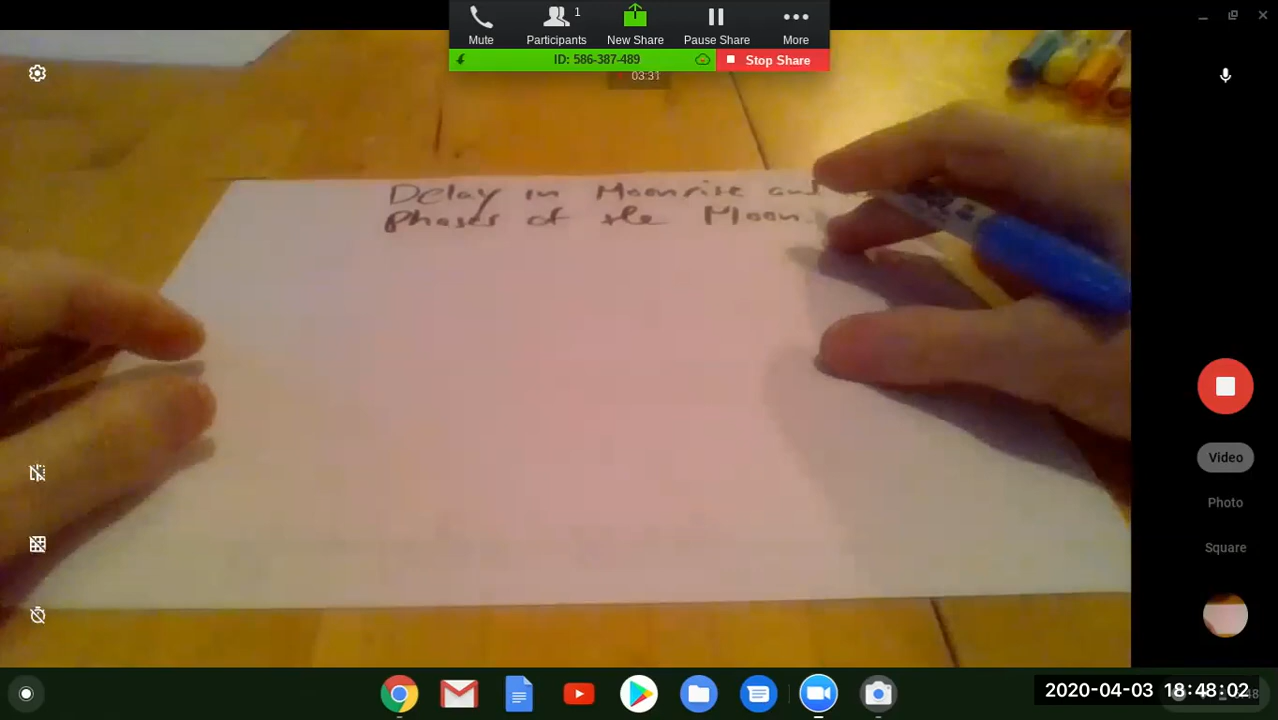 Mute
Participants
1
New Share
Pause Share
More
ID: 586-387-489
Stop Share
03:31
Delay in Moonrise and
phases of the Moon.
Video
Photo
Square
2020-04-03 18:48:02